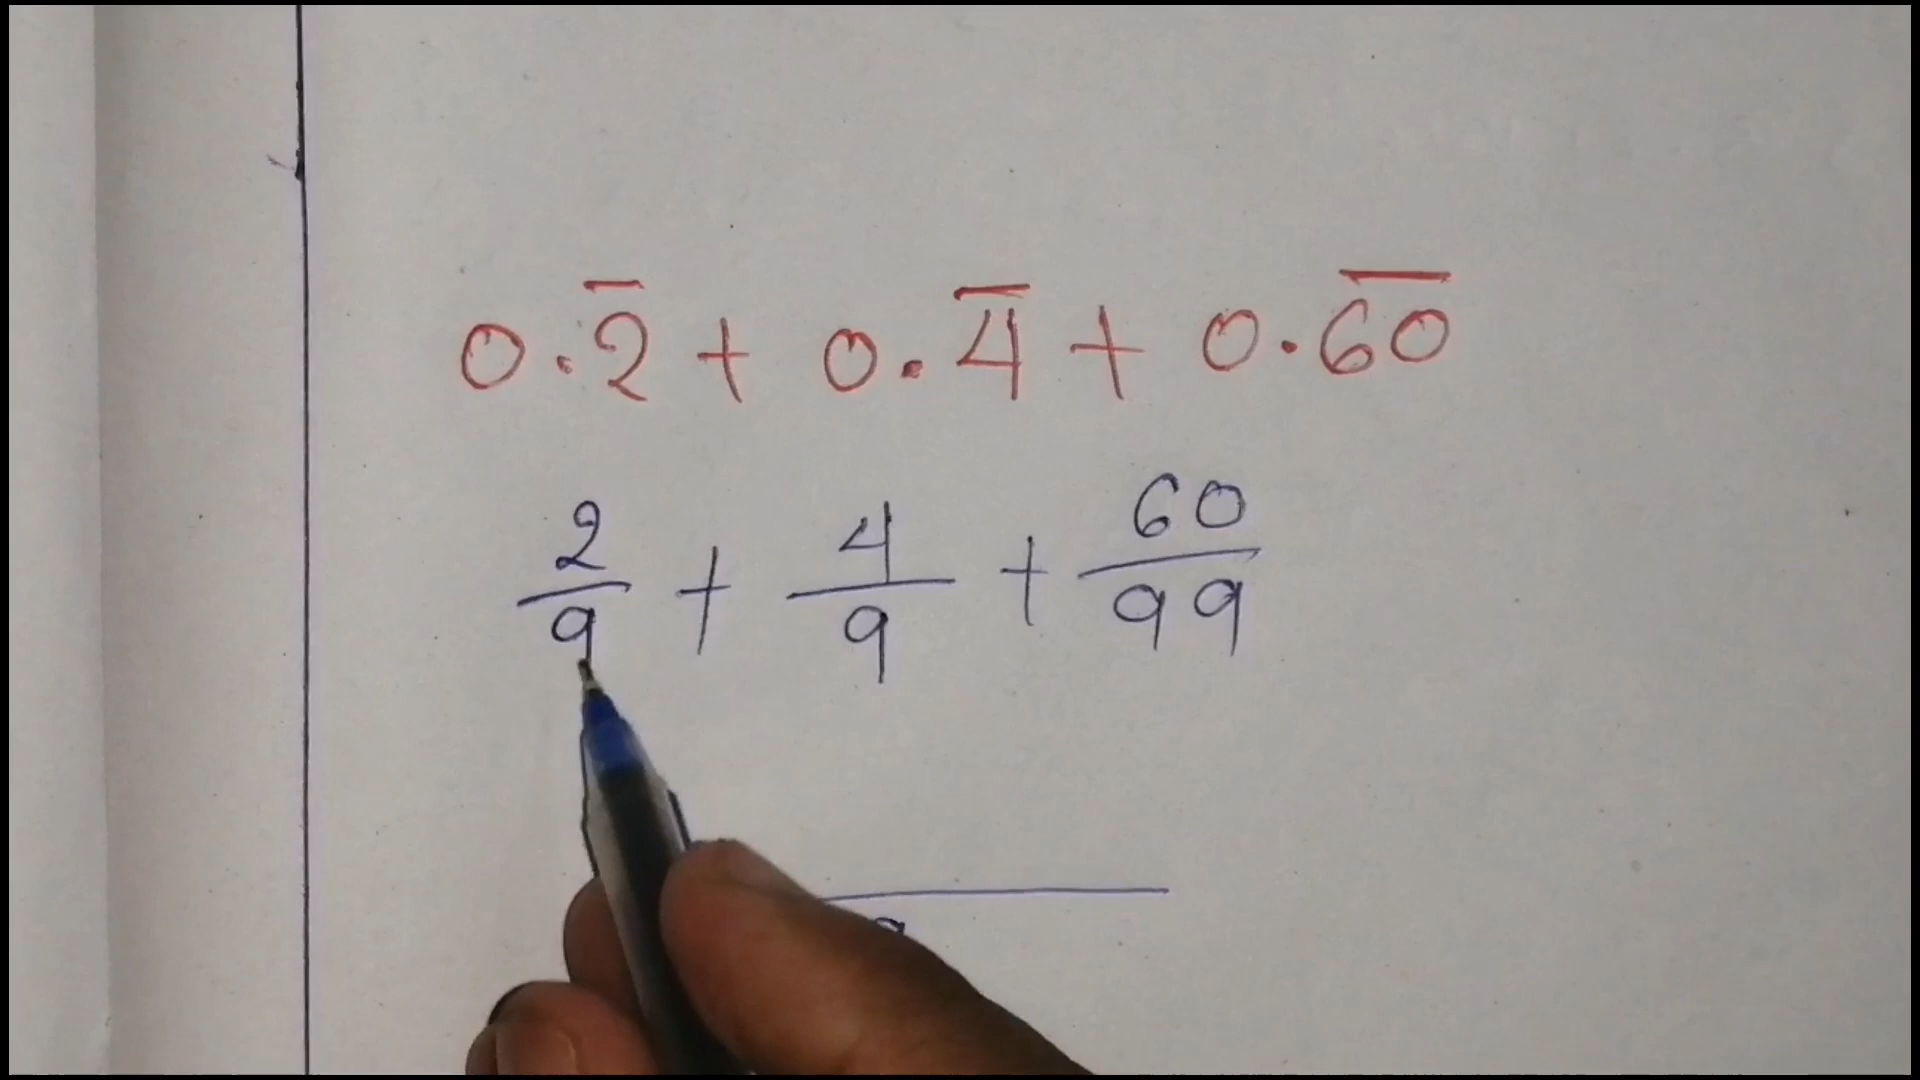 0.2̅ + 0.4̅ + 0.6̅0̅
2/9 + 4/9 + 60/99